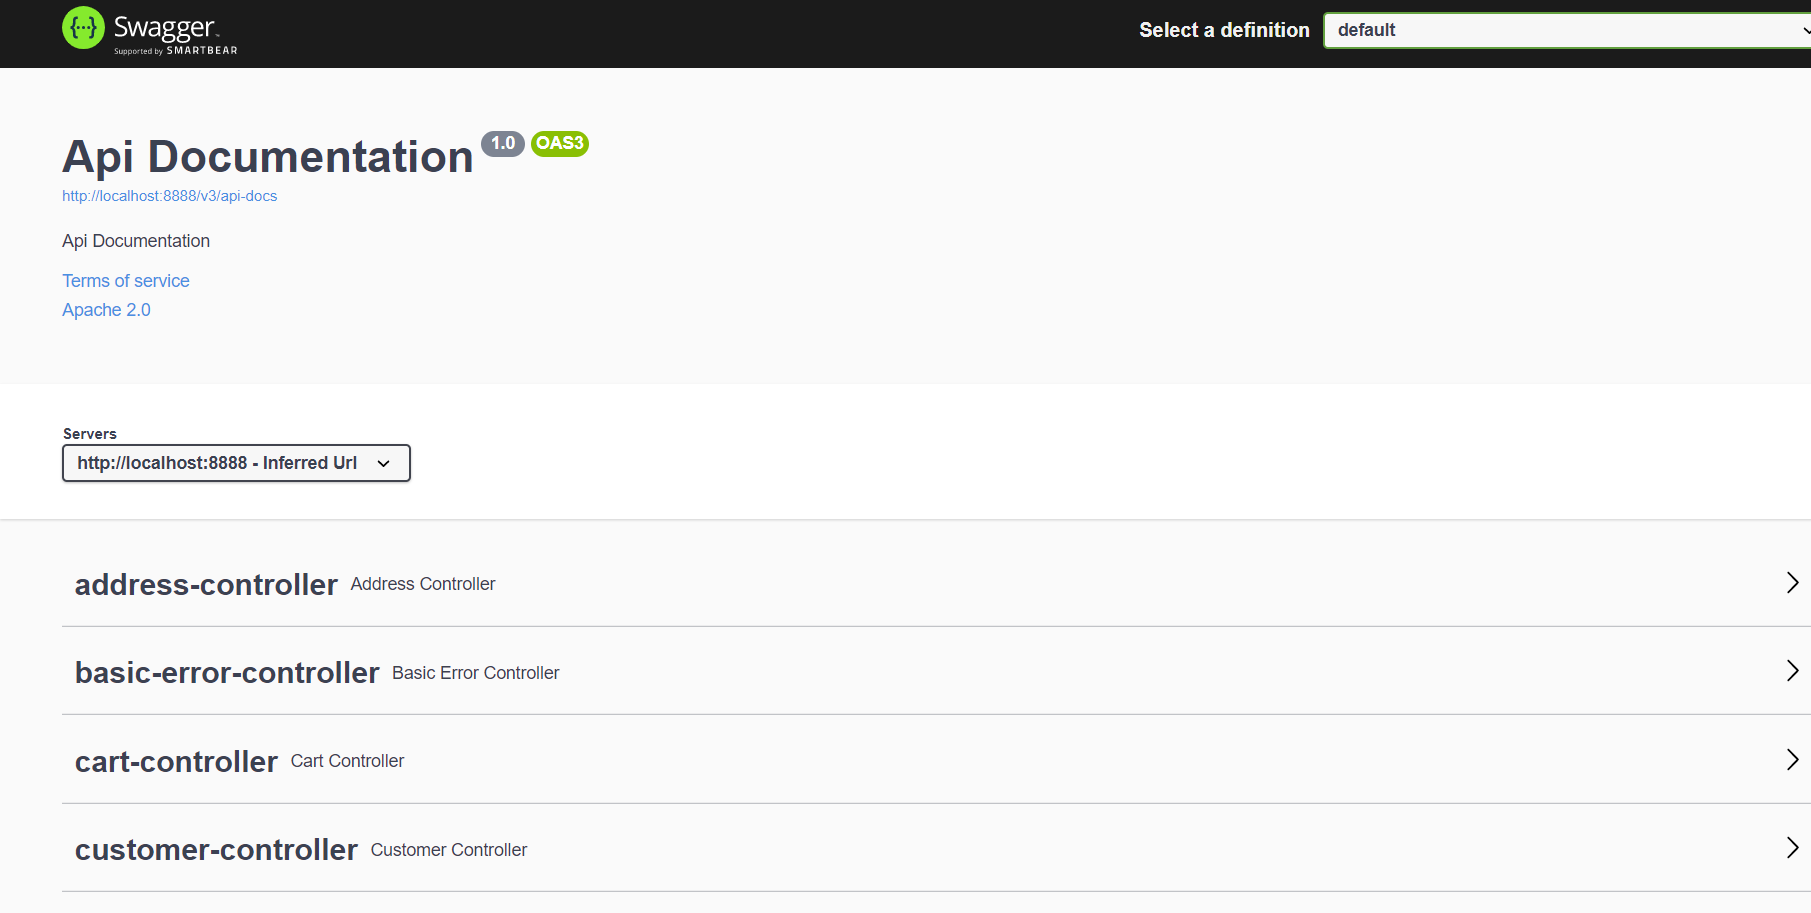 {···} Swagger™
Supported by SMARTBEAR
Select a definition default
Api Documentation 1.0 OAS3
http://localhost:8888/v3/api-docs
Api Documentation
Terms of service
Apache 2.0
Servers
http://localhost:8888 - Inferred Url
address-controller Address Controller
basic-error-controller Basic Error Controller
cart-controller Cart Controller
customer-controller Customer Controller